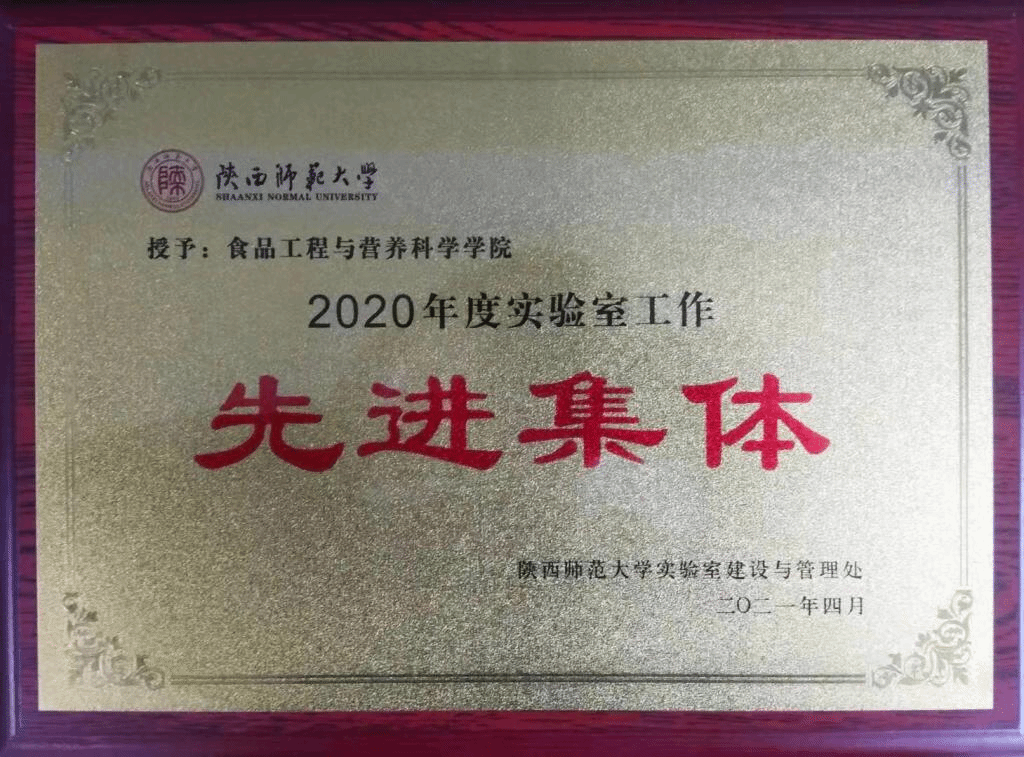 陕西师范大学
SHAANXI NORMAL UNIVERSITY
授予：食品工程与营养科学学院
2020年度实验室工作
先进集体
陕西师范大学实验室建设与管理处
二〇二一年四月